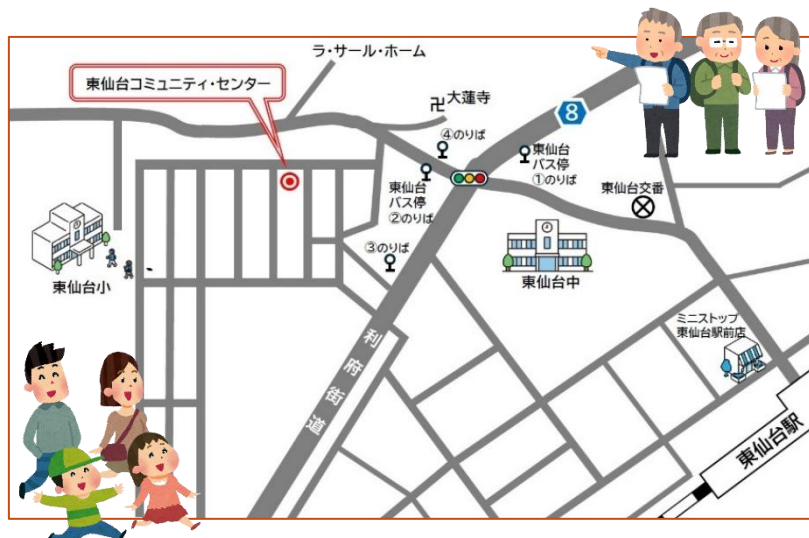 ラ・サール・ホーム
東仙台コミュニティ・センター
卍大蓮寺
8
④のりば
東仙台
バス停
①のりば
東仙台
バス停
②のりば
東仙台交番
③のりば
東仙台小
東仙台中
ミニストップ
東仙台駅前店
利府街道
東仙台駅